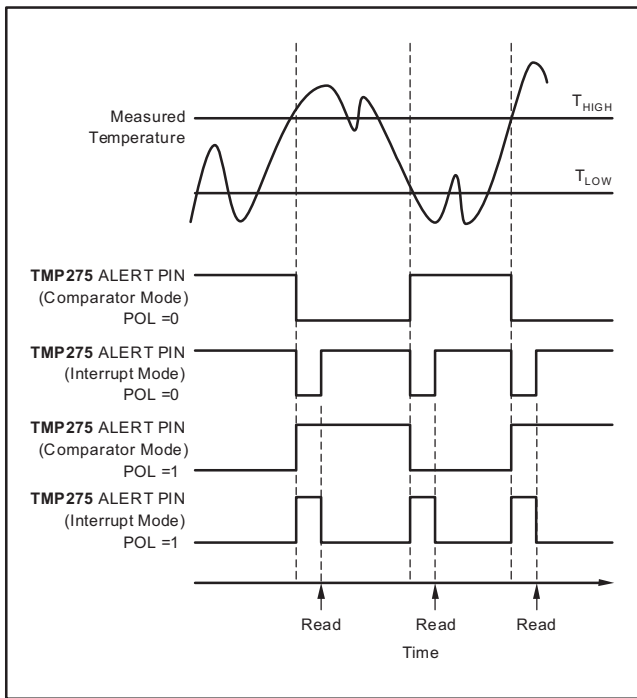 Measured
Temperature
THIGH
TLOW
TMP275 ALERT PIN
(Comparator Mode)
POL =0
TMP275 ALERT PIN
(Interrupt Mode)
POL =0
TMP275 ALERT PIN
(Comparator Mode)
POL =1
TMP275 ALERT PIN
(Interrupt Mode)
POL =1
Read Read Read
Time